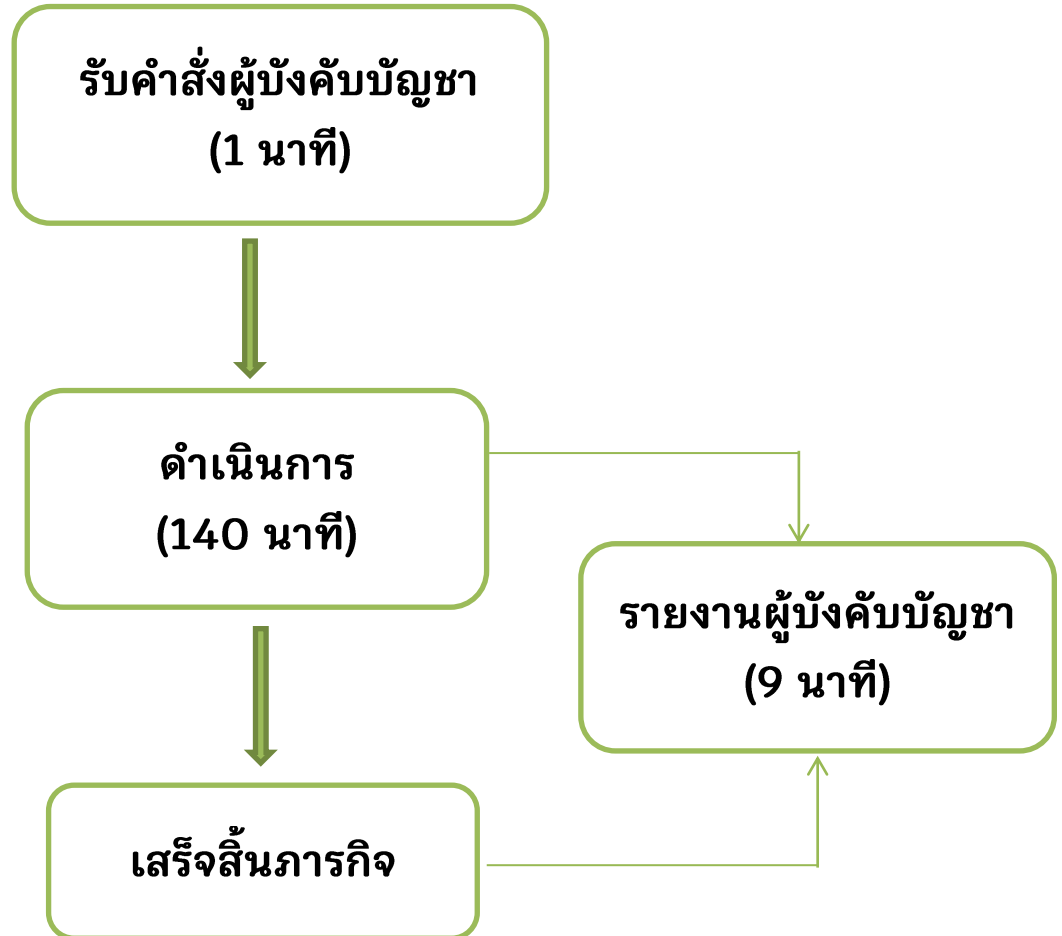 รับคำสั่งผู้บังคับบัญชา
(1 นาที)
ดำเนินการ
(140 นาที)
รายงานผู้บังคับบัญชา
(9 นาที)
เสร็จสิ้นภารกิจ